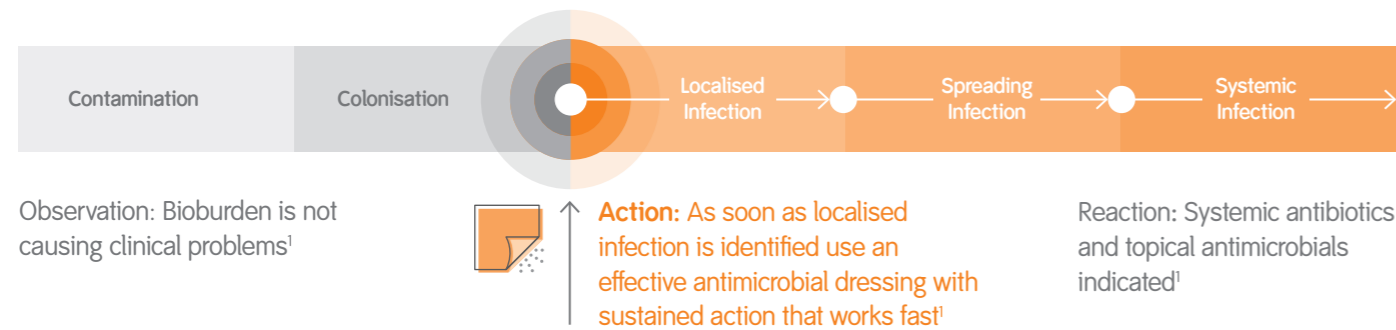 Contamination
Colonisation
Localised
Infection
Spreading
Infection
Systemic
Infection
Observation: Bioburden is not
causing clinical problems¹
Action: As soon as localised
infection is identified use an
effective antimicrobial dressing with
sustained action that works fast¹
Reaction: Systemic antibiotics
and topical antimicrobials
indicated¹